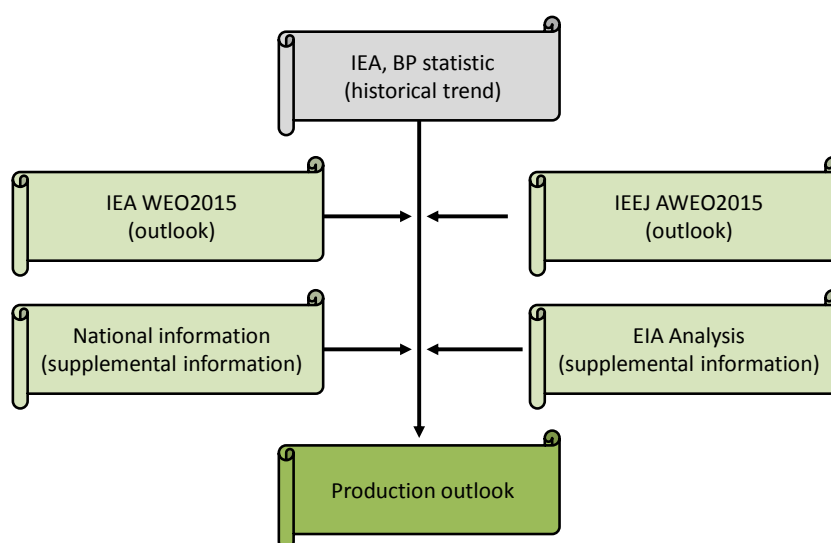 IEA, BP statistic
(historical trend)
IEA WEO2015
(outlook)
IEEJ AWEO2015
(outlook)
National information
(supplemental information)
EIA Analysis
(supplemental information)
Production outlook